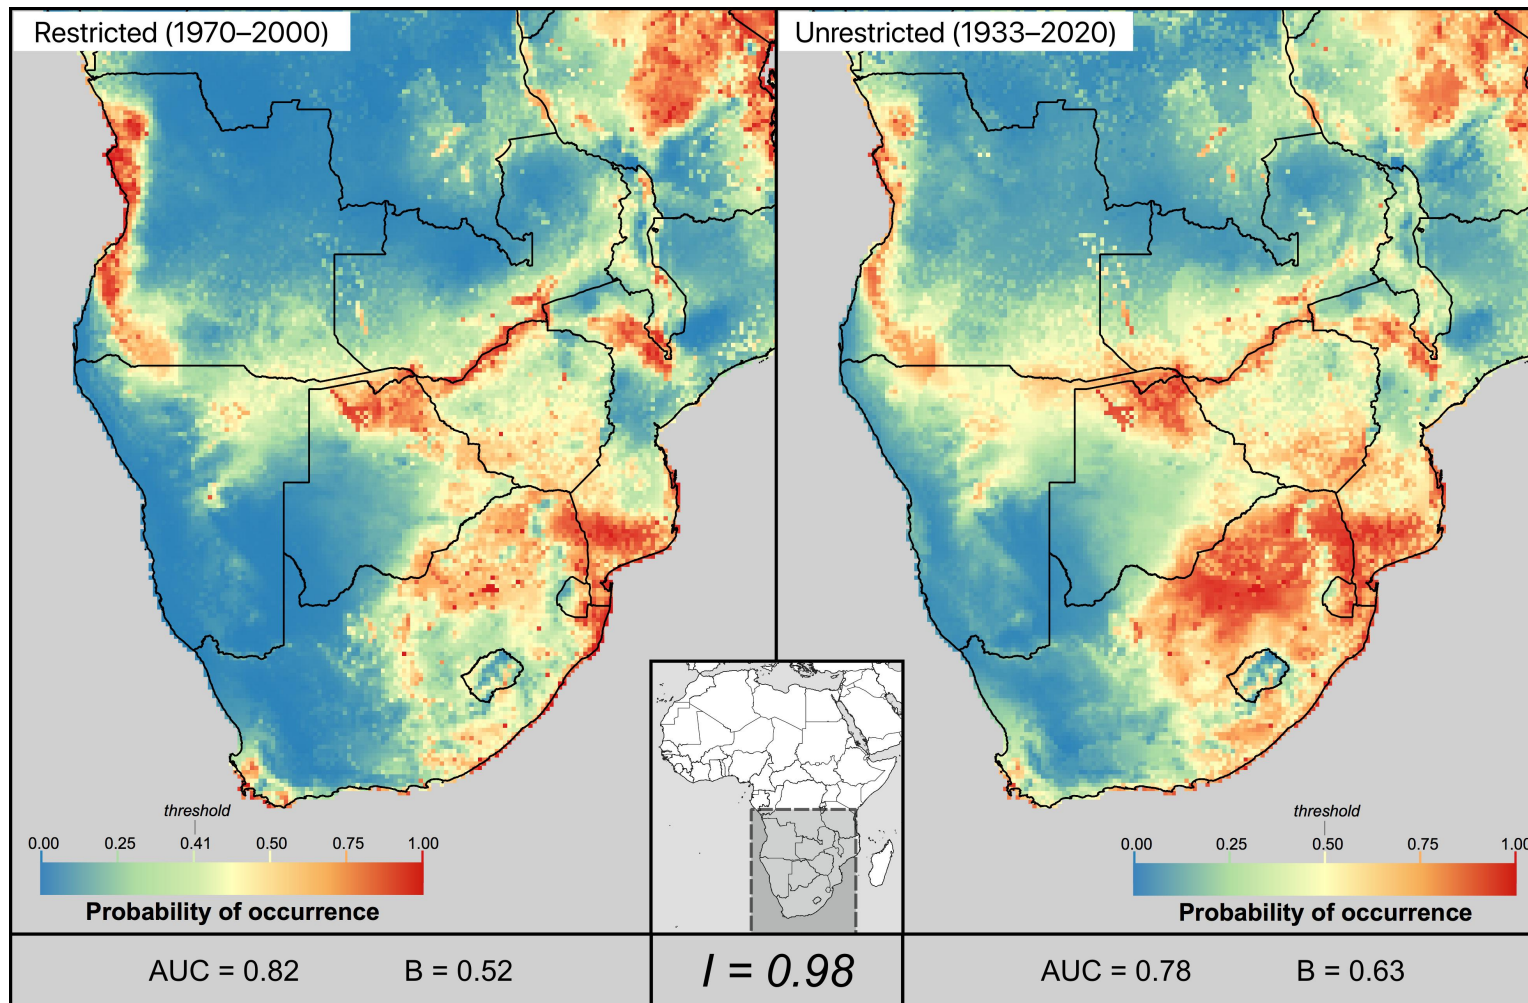 Restricted (1970–2000)
Unrestricted (1933–2020)
threshold
0.00 0.25 0.41 0.50 0.75 1.00
Probability of occurrence
threshold
0.00 0.25 0.50 0.75 1.00
Probability of occurrence
AUC = 0.82 B = 0.52
I = 0.98
AUC = 0.78 B = 0.63